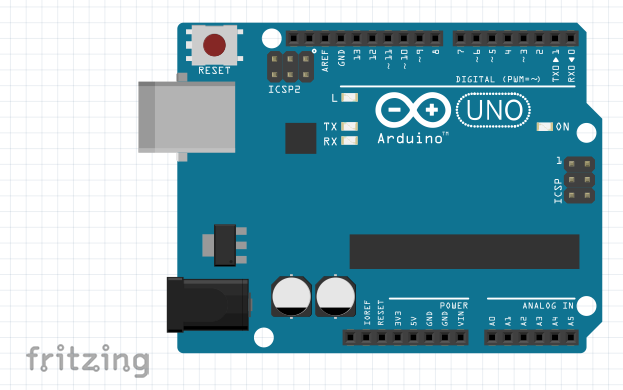 RESET
ICSP2
AREF
GND
13
12
~11
~10
~9
8
7
~6
~5
4
~3
2
TX0▶1
RX0◀0
DIGITAL (PWM=~)
L
TX
RX
Arduino™
UNO
ON
1
ICSP
IOREF
RESET
3V3
5V
GND
GND
VIN
POWER
ANALOG IN
A0
A1
A2
A3
A4
A5
fritzing